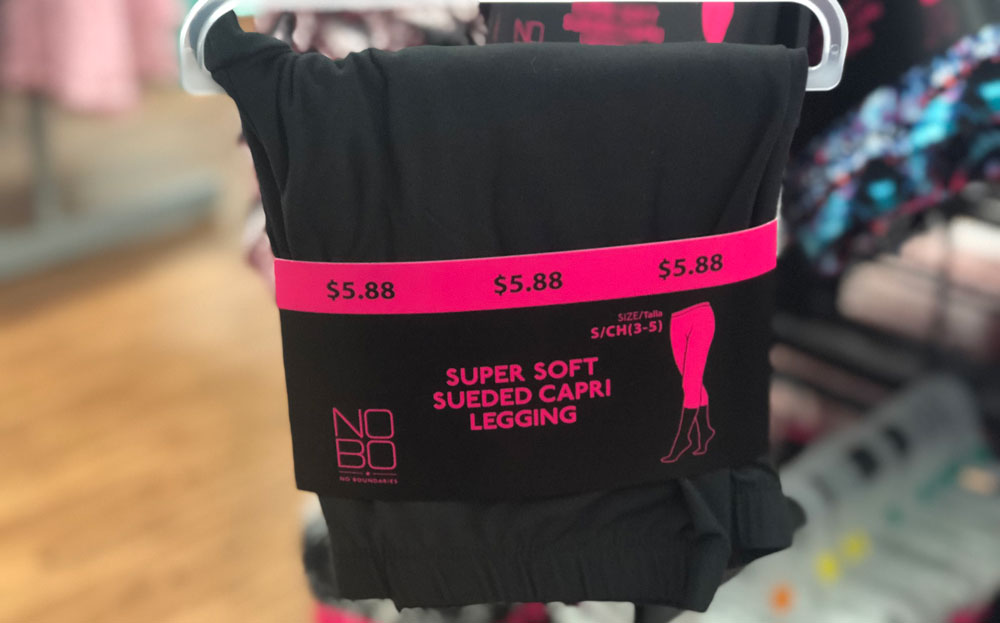 NO
$5.88 $5.88 $5.88
SIZE/Talla
S/CH(3-5)
SUPER SOFT
SUEDED CAPRI
LEGGING
NO
BO
NO BOUNDARIES